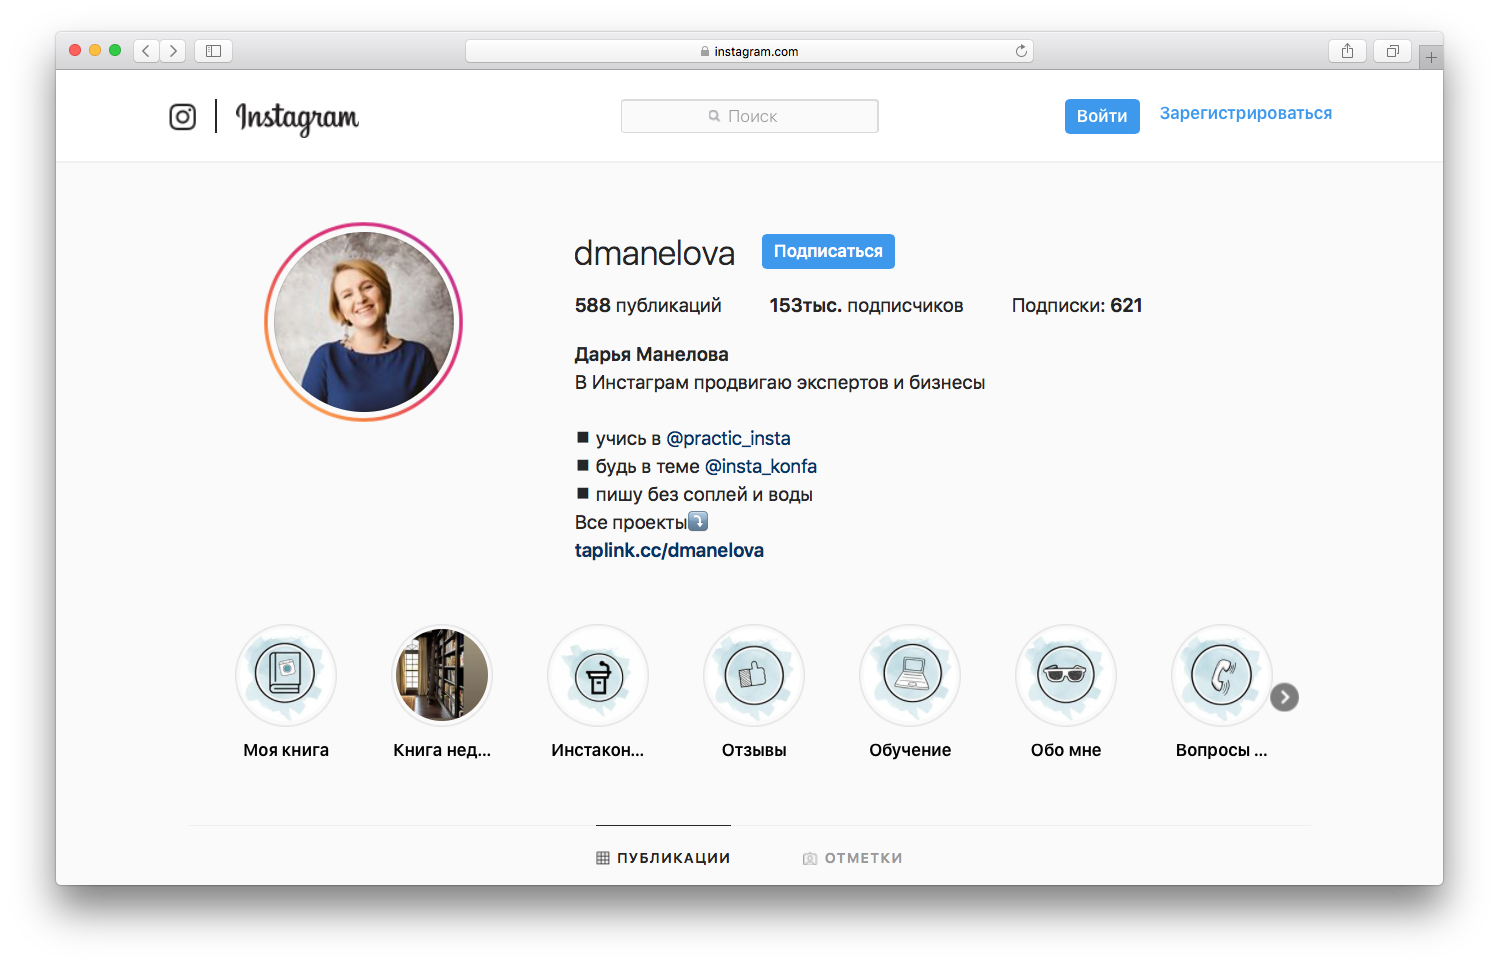 instagram.com
Instagram
Поиск
Войти
Зарегистрироваться
dmanelova
Подписаться
588 публикаций
153тыс. подписчиков
Подписки: 621
Дарья Манелова
В Инстаграм продвигаю экспертов и бизнесы
■ учись в @practic_insta
■ будь в теме @insta_konfa
■ пишу без соплей и воды
Все проекты⤵️
taplink.cc/dmanelova
Моя книга
Книга нед...
Инстакон...
Отзывы
Обучение
Обо мне
Вопросы ...
ПУБЛИКАЦИИ
ОТМЕТКИ